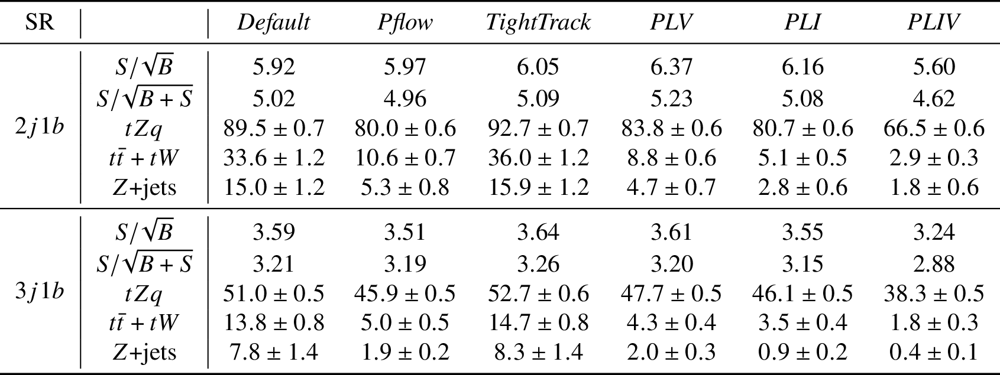 SR Default Pflow TightTrack PLV PLI PLIV
S/√B 5.92 5.97 6.05 6.37 6.16 5.60
S/√B + S 5.02 4.96 5.09 5.23 5.08 4.62
2j1b tZq 89.5 ± 0.7 80.0 ± 0.6 92.7 ± 0.7 83.8 ± 0.6 80.7 ± 0.6 66.5 ± 0.6
tt̄ + tW 33.6 ± 1.2 10.6 ± 0.7 36.0 ± 1.2 8.8 ± 0.6 5.1 ± 0.5 2.9 ± 0.3
Z+jets 15.0 ± 1.2 5.3 ± 0.8 15.9 ± 1.2 4.7 ± 0.7 2.8 ± 0.6 1.8 ± 0.6
S/√B 3.59 3.51 3.64 3.61 3.55 3.24
S/√B + S 3.21 3.19 3.26 3.20 3.15 2.88
3j1b tZq 51.0 ± 0.5 45.9 ± 0.5 52.7 ± 0.6 47.7 ± 0.5 46.1 ± 0.5 38.3 ± 0.5
tt̄ + tW 13.8 ± 0.8 5.0 ± 0.5 14.7 ± 0.8 4.3 ± 0.4 3.5 ± 0.4 1.8 ± 0.3
Z+jets 7.8 ± 1.4 1.9 ± 0.2 8.3 ± 1.4 2.0 ± 0.3 0.9 ± 0.2 0.4 ± 0.1